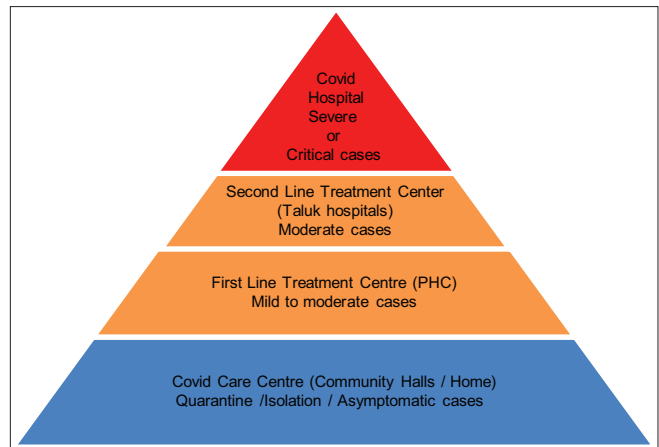 Covid
Hospital
Severe
or
Critical cases
Second Line Treatment Center
(Taluk hospitals)
Moderate cases
First Line Treatment Centre (PHC)
Mild to moderate cases
Covid Care Centre (Community Halls / Home)
Quarantine /Isolation / Asymptomatic cases